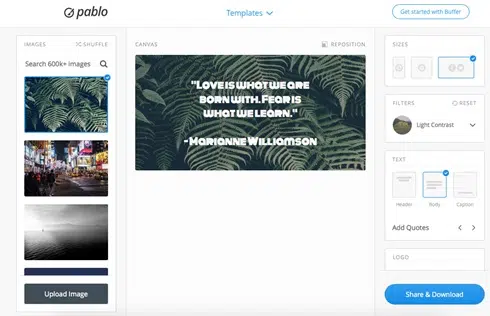 pablo
Templates
Get started with Buffer
IMAGES
SHUFFLE
Search 600k+ images
Upload Image
CANVAS
REPOSITION
"Love is what we are
born with. Fear is
what we learn."
-Marianne Williamson
SIZES
FILTERS
RESET
Light Contrast
TEXT
Header
Body
Caption
Add Quotes
LOGO
Share & Download